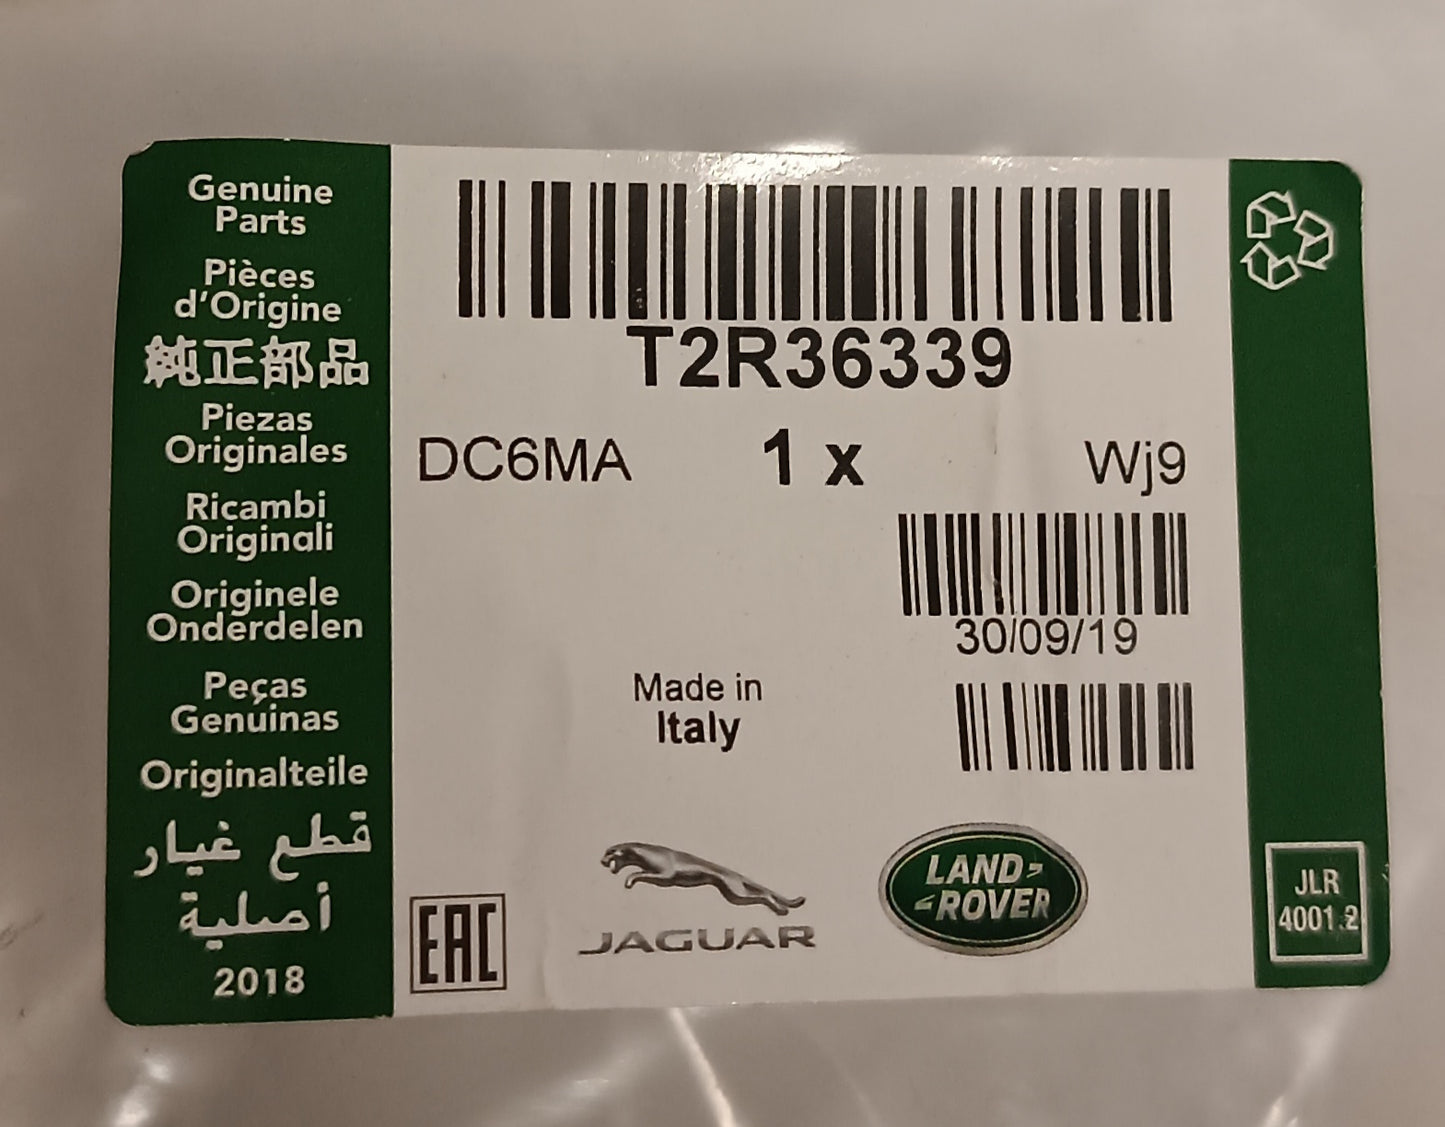 Genuine
Parts
Pièces
d'Origine
純正部品
Piezas
Originales
Ricambi
Originali
Originele
Onderdelen
Peças
Genuinas
Originalteile
قطع غيار
أصلية
2018
T2R36339
DC6MA 1 x Wj9
30/09/19
Made in
Italy
EAC
JAGUAR
LAND-
-ROVER
JLR
4001.2